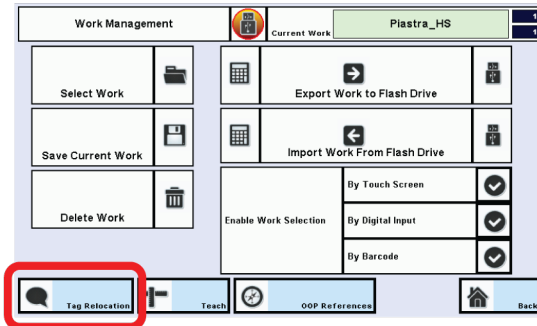 Work Management
Current Work
Piastra_HS
Select Work
Export Work to Flash Drive
Save Current Work
Import Work From Flash Drive
Delete Work
Enable Work Selection
By Touch Screen
By Digital Input
By Barcode
Tag Relocation
Teach
OOP References
Back